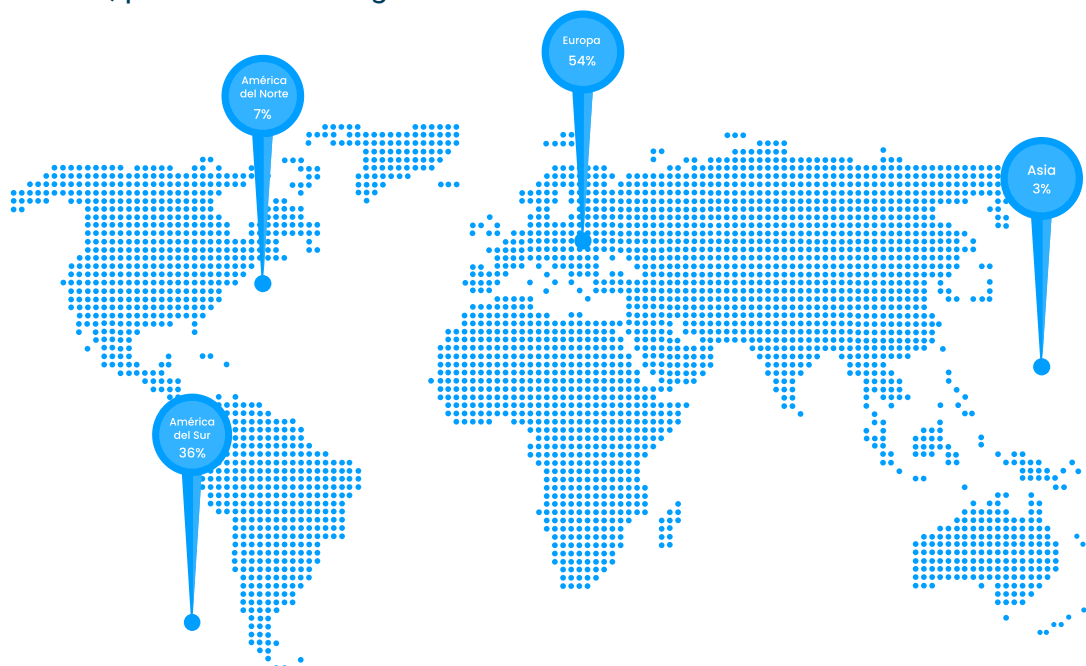 Europa
54%
América
del Norte
7%
Asia
3%
América
del Sur
36%